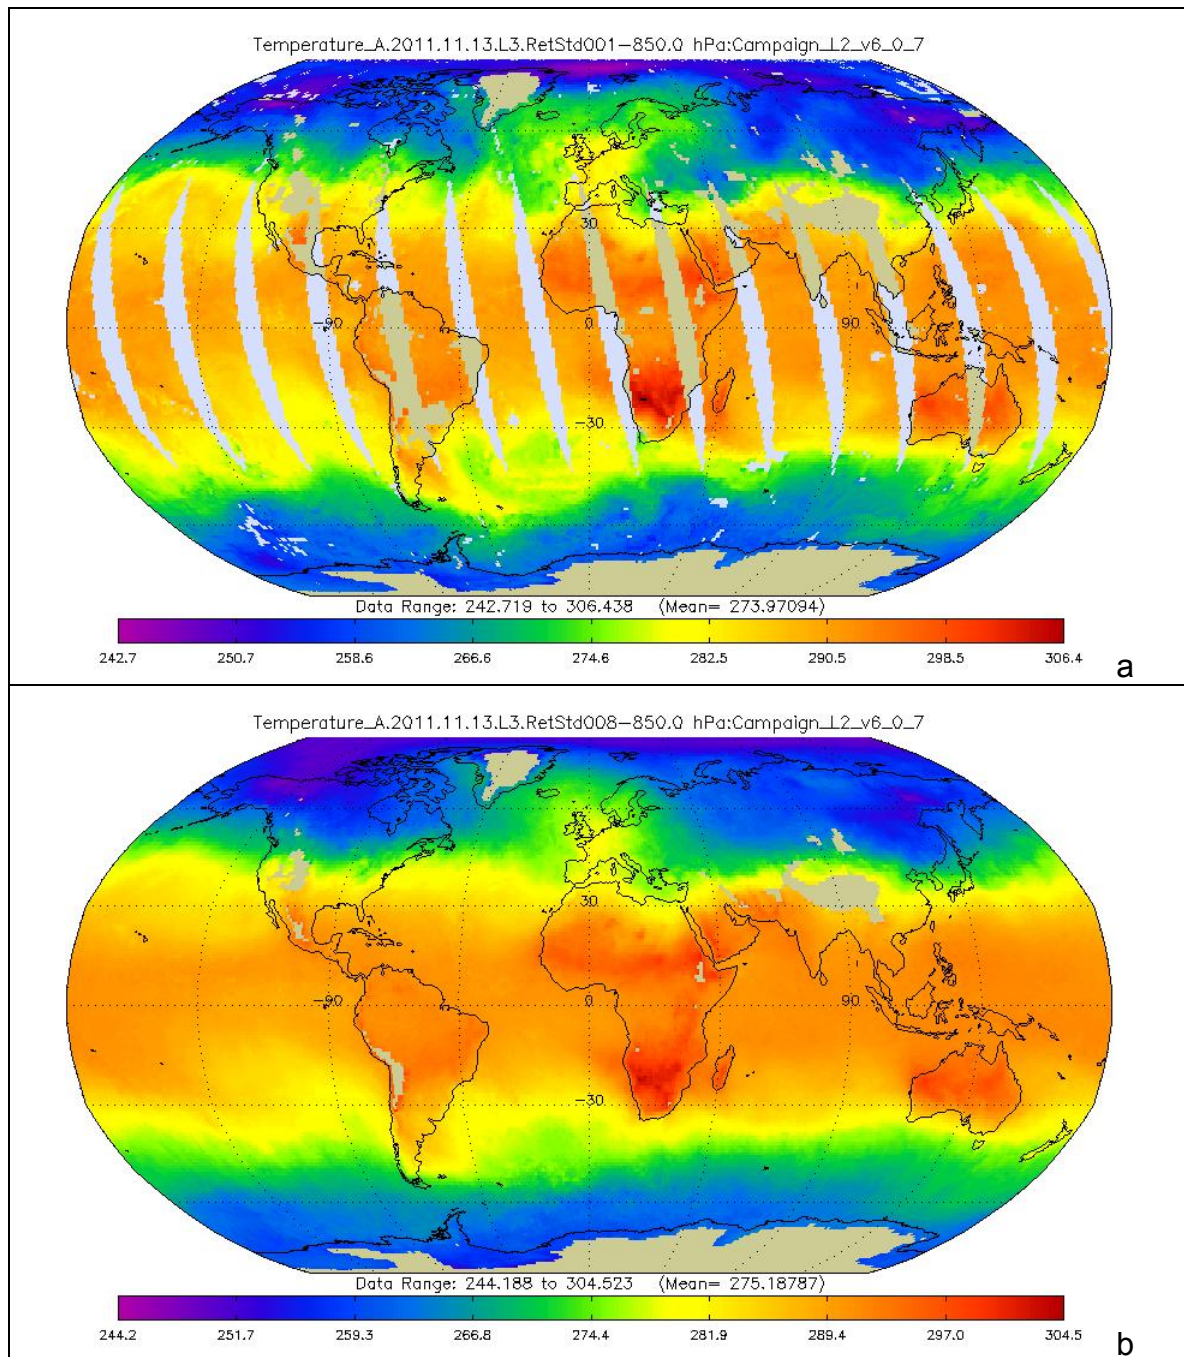 Temperature_A.2011.11.13.L3.RetStd001-850.0 hPa:Campaign_L2_v6_0_7
30
-90 0 90
-30
Data Range: 242.719 to 306.438 (Mean= 273.97094)
242.7 250.7 258.6 266.6 274.6 282.5 290.5 298.5 306.4
a
Temperature_A.2011.11.13.L3.RetStd008-850.0 hPa:Campaign_L2_v6_0_7
30
-90 0 90
-30
Data Range: 244.188 to 304.523 (Mean= 275.18787)
244.2 251.7 259.3 266.8 274.4 281.9 289.4 297.0 304.5
b